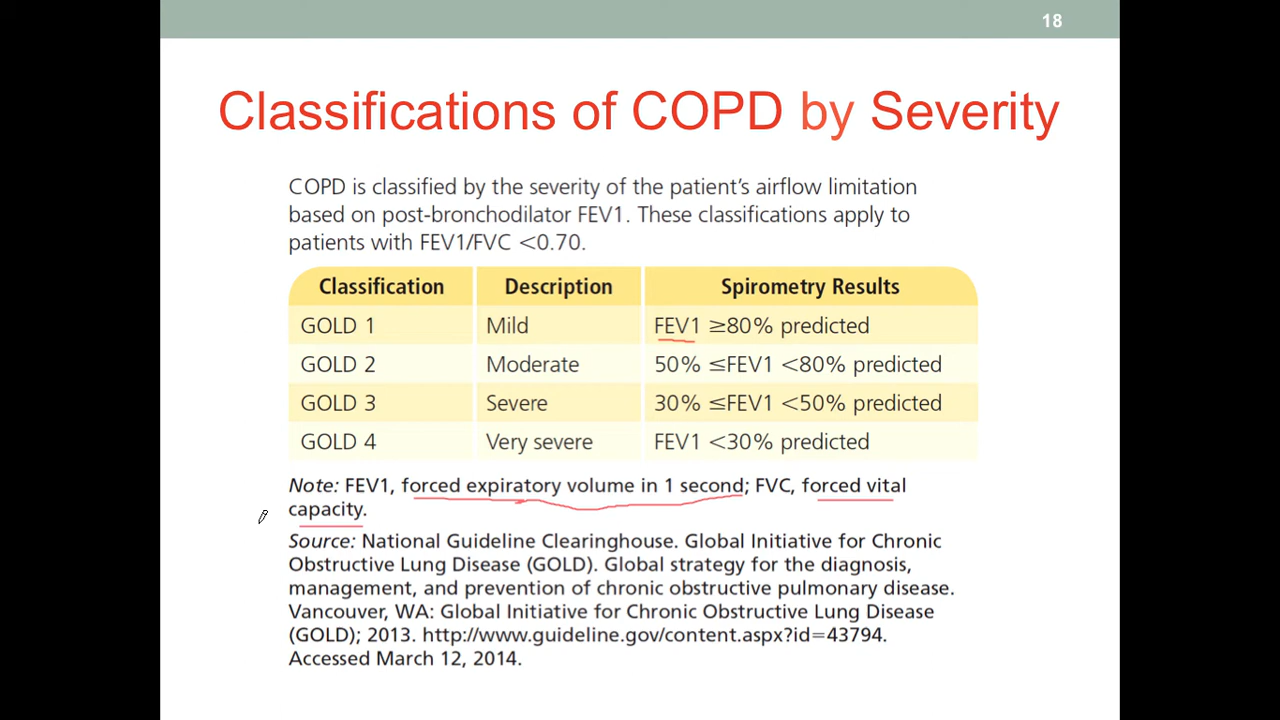 18
Classifications of COPD by Severity
COPD is classified by the severity of the patient's airflow limitation
based on post-bronchodilator FEV1. These classifications apply to
patients with FEV1/FVC <0.70.
Classification Description Spirometry Results
GOLD 1 Mild FEV1 ≥80% predicted
GOLD 2 Moderate 50% ≤FEV1 <80% predicted
GOLD 3 Severe 30% ≤FEV1 <50% predicted
GOLD 4 Very severe FEV1 <30% predicted
Note: FEV1, forced expiratory volume in 1 second; FVC, forced vital
capacity.
Source: National Guideline Clearinghouse. Global Initiative for Chronic
Obstructive Lung Disease (GOLD). Global strategy for the diagnosis,
management, and prevention of chronic obstructive pulmonary disease.
Vancouver, WA: Global Initiative for Chronic Obstructive Lung Disease
(GOLD); 2013. http://www.guideline.gov/content.aspx?id=43794.
Accessed March 12, 2014.